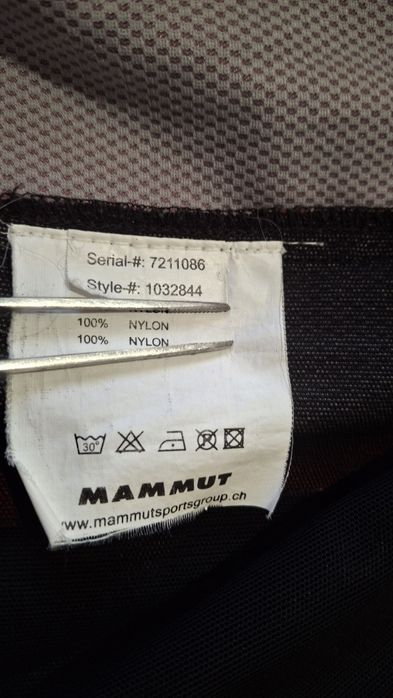 Serial-#: 7211086
Style-#: 1032844
100% NYLON
100% NYLON
30°
MAMMUT
www.mammutsportsgroup.ch